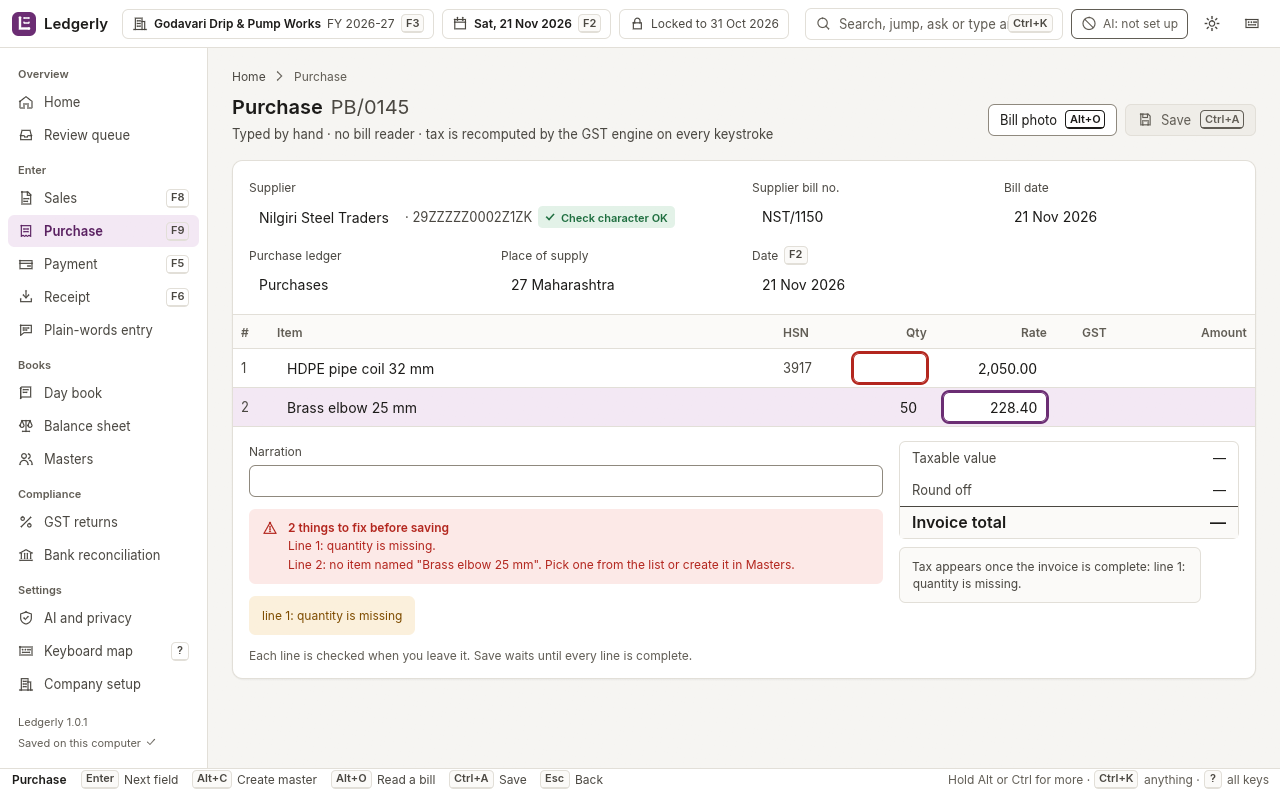 Ledgerly
Godavari Drip & Pump Works FY 2026-27 F3
Sat, 21 Nov 2026 F2
Locked to 31 Oct 2026
Search, jump, ask or type a Ctrl+K
AI: not set up
Overview
Home
Review queue
Enter
Sales F8
Purchase F9
Payment F5
Receipt F6
Plain-words entry
Books
Day book
Balance sheet
Masters
Compliance
GST returns
Bank reconciliation
Settings
AI and privacy
Keyboard map ?
Company setup
Ledgerly 1.0.1
Saved on this computer
Home Purchase
Purchase PB/0145
Typed by hand · no bill reader · tax is recomputed by the GST engine on every keystroke
Bill photo Alt+O
Save Ctrl+A
Supplier Supplier bill no. Bill date
Nilgiri Steel Traders · 29ZZZZZ0002Z1ZK Check character OK NST/1150 21 Nov 2026
Purchase ledger Place of supply Date F2
Purchases 27 Maharashtra 21 Nov 2026
# Item HSN Qty Rate GST Amount
1 HDPE pipe coil 32 mm 3917 2,050.00
2 Brass elbow 25 mm 50 228.40
Narration
2 things to fix before saving
Line 1: quantity is missing.
Line 2: no item named "Brass elbow 25 mm". Pick one from the list or create it in Masters.
line 1: quantity is missing
Each line is checked when you leave it. Save waits until every line is complete.
Taxable value —
Round off —
Invoice total —
Tax appears once the invoice is complete: line 1:
quantity is missing.
Purchase Enter Next field Alt+C Create master Alt+O Read a bill Ctrl+A Save Esc Back
Hold Alt or Ctrl for more · Ctrl+K anything · ? all keys